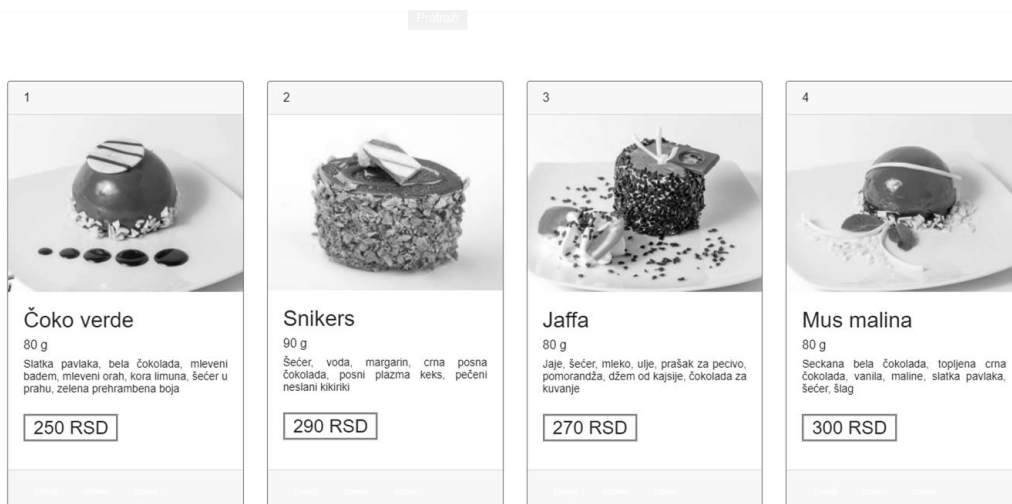 Pretraži
1
2
3
4
Čoko verde
80 g
Slatka pavlaka, bela čokolada, mleveni
badem, mleveni orah, kora limuna, šećer u
prahu, zelena prehrambena boja
250 RSD
Snikers
90 g
Šećer, voda, margarin, crna posna
čokolada, posni plazma keks, pečeni
neslani kikiriki
290 RSD
Jaffa
80 g
Jaje, šećer, mleko, ulje, prašak za pecivo,
pomorandža, džem od kajsije, čokolada za
kuvanje
270 RSD
Mus malina
80 g
Seckana bela čokolada, topljena crna
čokolada, vanila, maline, slatka pavlaka,
šećer, šlag
300 RSD